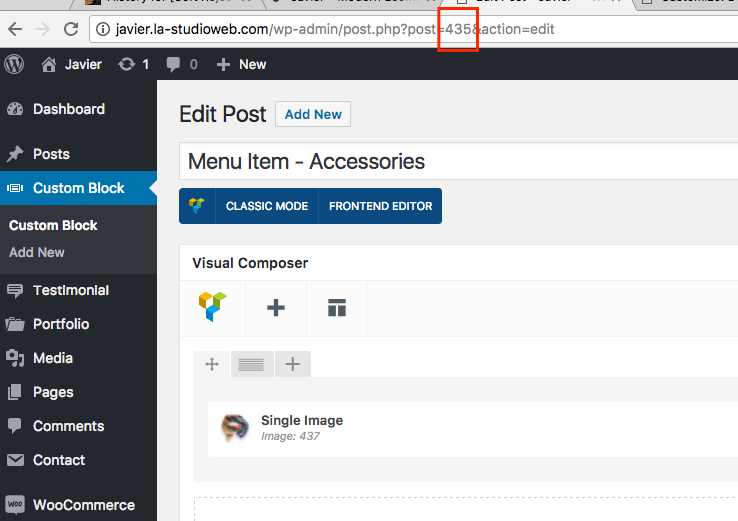 javier.la-studioweb.com/wp-admin/post.php?post=435&action=edit
Javier 1 0 New
Dashboard
Posts
Custom Block
Custom Block
Add New
Testimonial
Portfolio
Media
Pages
Comments
Contact
WooCommerce
Edit Post Add New
Menu Item - Accessories
CLASSIC MODE FRONTEND EDITOR
Visual Composer
Single Image
Image: 437